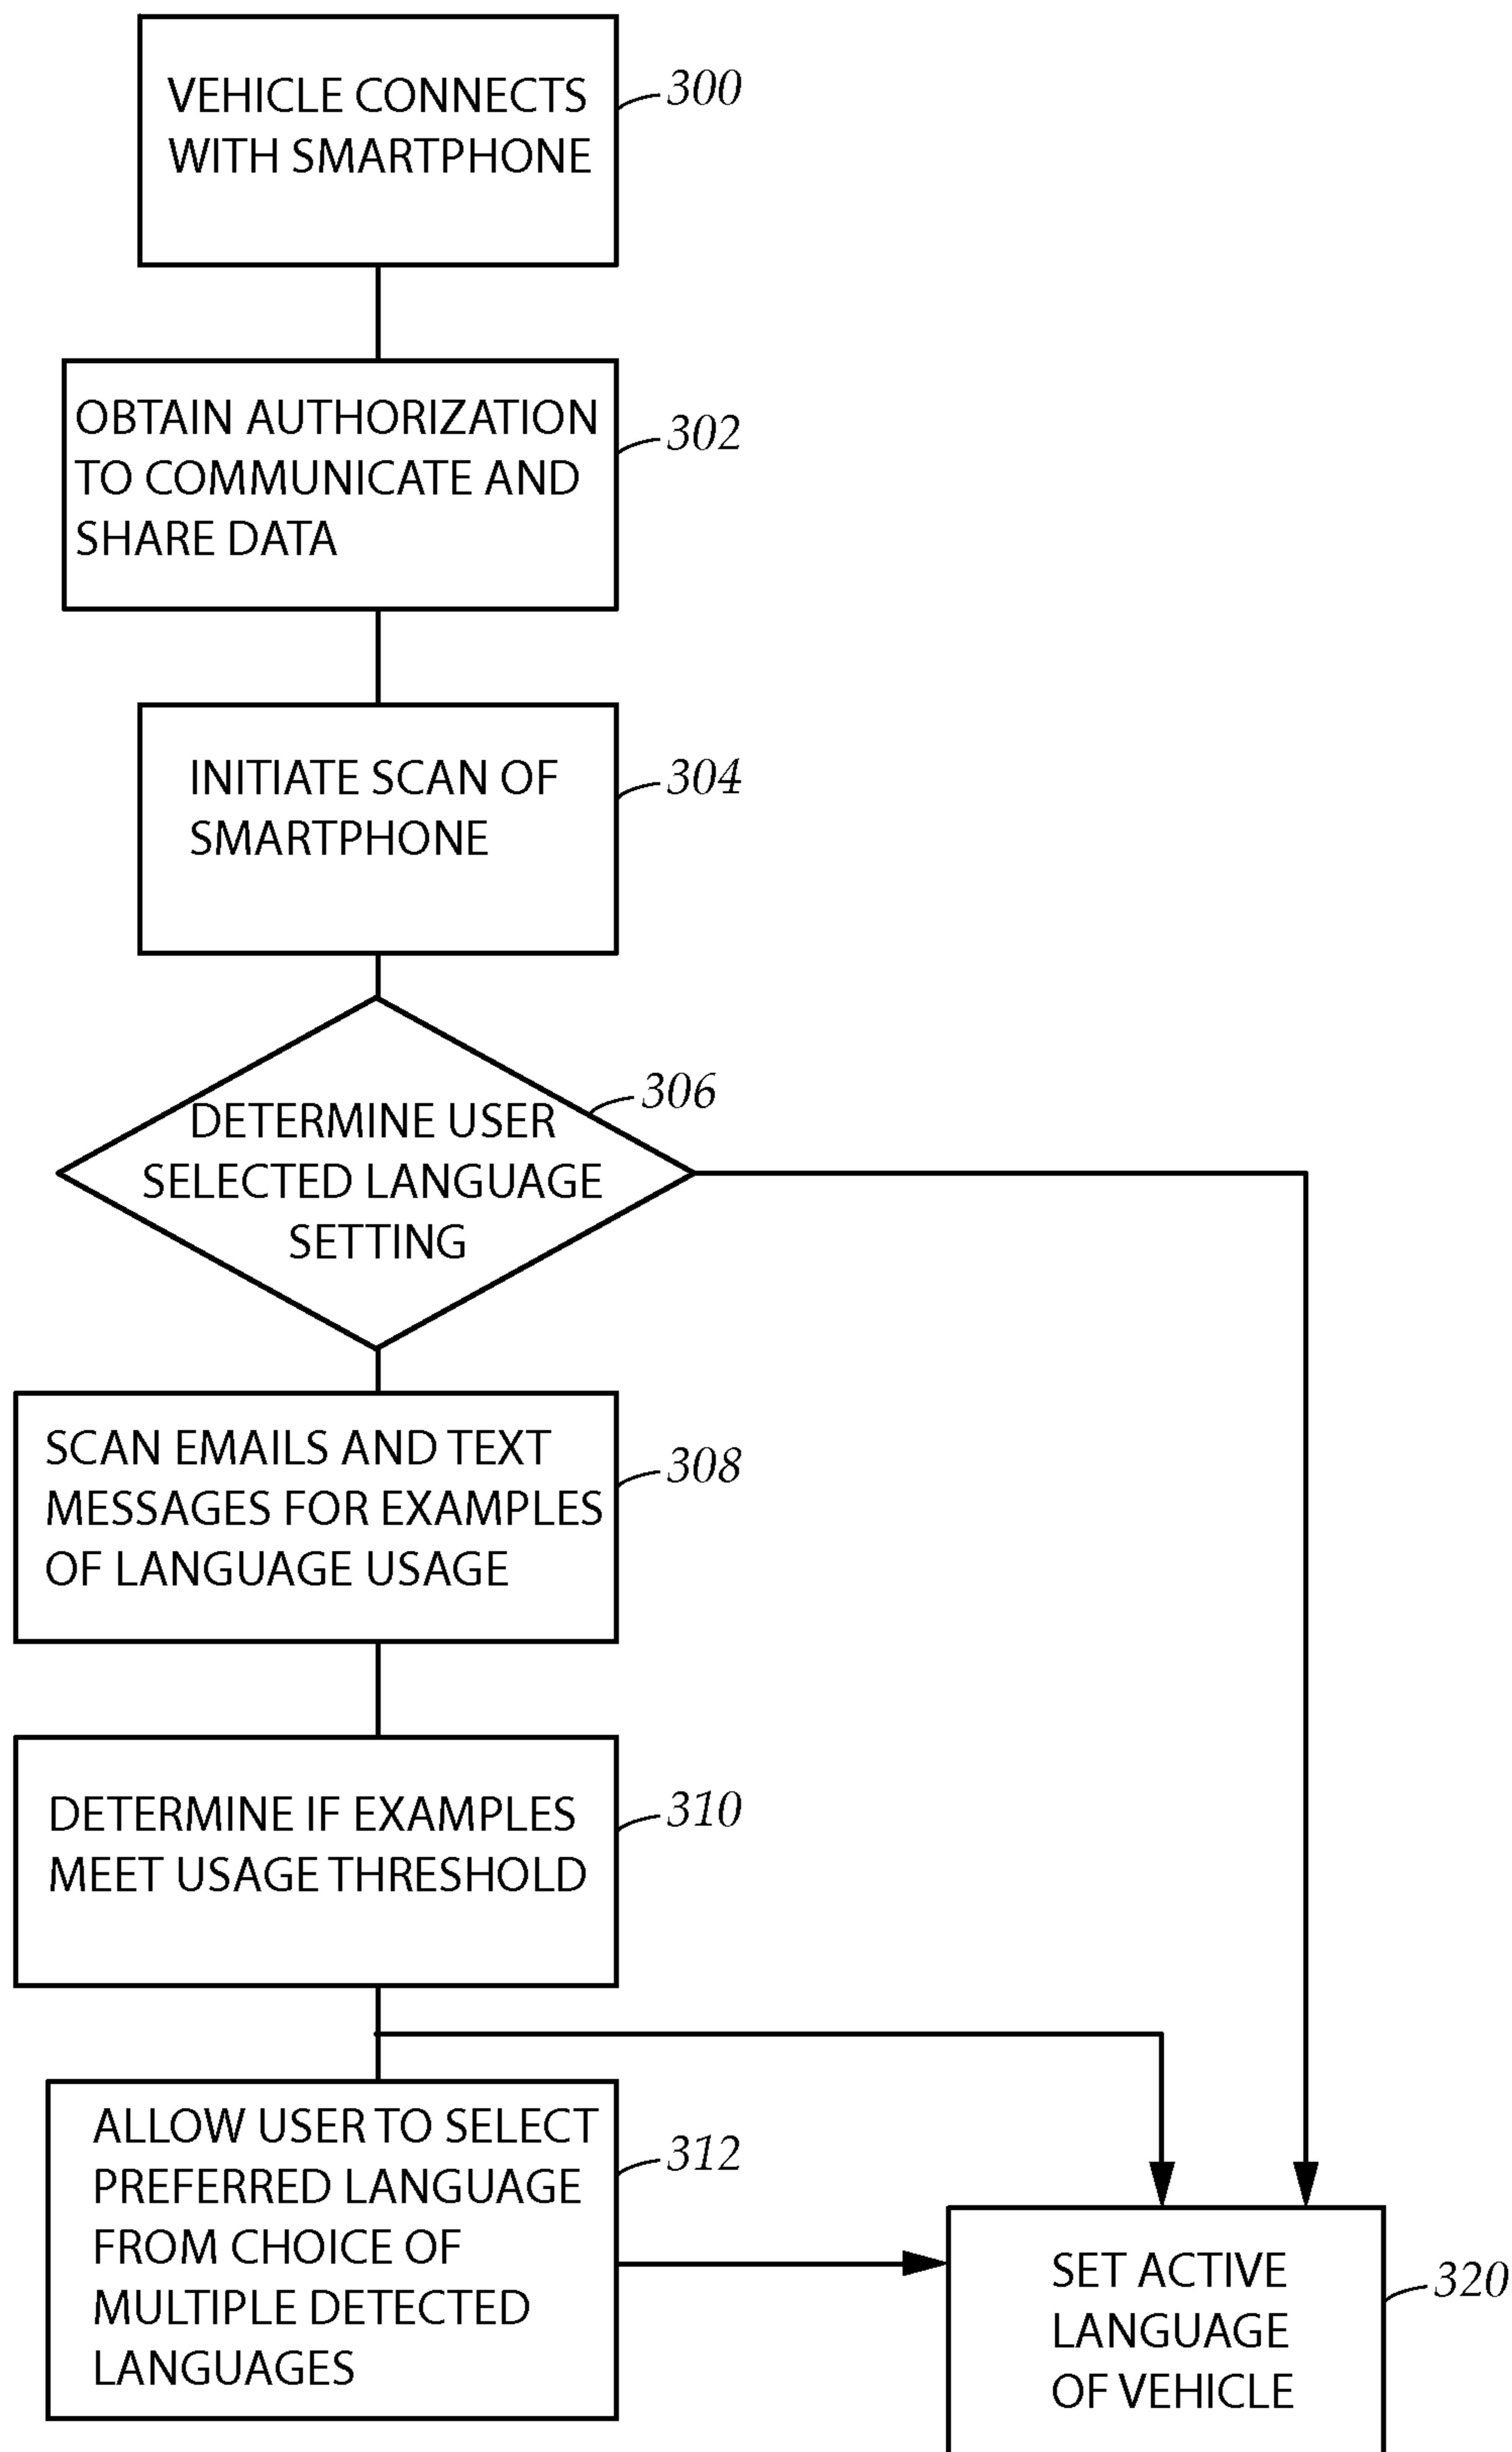 VEHICLE CONNECTS
WITH SMARTPHONE
300
OBTAIN AUTHORIZATION
TO COMMUNICATE AND
SHARE DATA
302
INITIATE SCAN OF
SMARTPHONE
304
DETERMINE USER
SELECTED LANGUAGE
SETTING
306
SCAN EMAILS AND TEXT
MESSAGES FOR EXAMPLES
OF LANGUAGE USAGE
308
DETERMINE IF EXAMPLES
MEET USAGE THRESHOLD
310
ALLOW USER TO SELECT
PREFERRED LANGUAGE
FROM CHOICE OF
MULTIPLE DETECTED
LANGUAGES
312
SET ACTIVE
LANGUAGE
OF VEHICLE
320